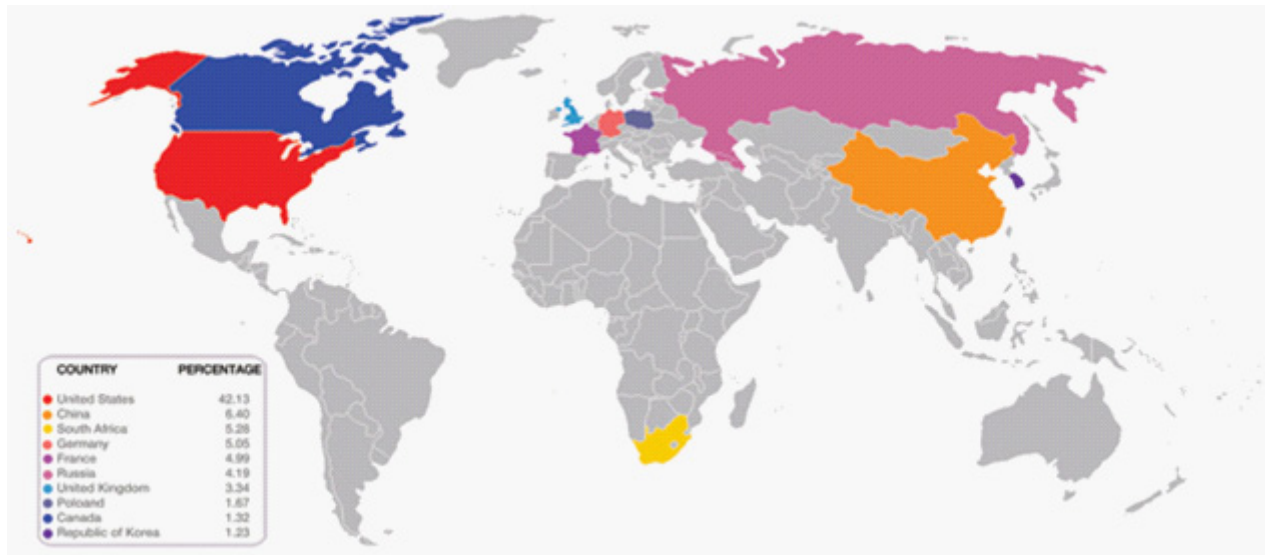 COUNTRY PERCENTAGE
United States 42.13
China 6.40
South Africa 5.28
Germany 5.05
France 4.99
Russia 4.19
United Kingdom 3.34
Poloand 1.67
Canada 1.32
Republic of Korea 1.23